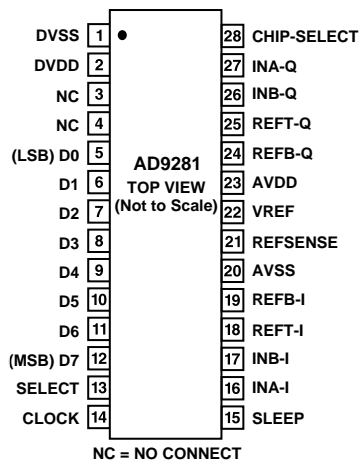 DVSS 1 28 CHIP-SELECT
DVDD 2 27 INA-Q
NC 3 26 INB-Q
NC 4 25 REFT-Q
(LSB) D0 5 24 REFB-Q
D1 6 23 AVDD
D2 7 22 VREF
D3 8 21 REFSENSE
D4 9 20 AVSS
D5 10 19 REFB-I
D6 11 18 REFT-I
(MSB) D7 12 17 INB-I
SELECT 13 16 INA-I
CLOCK 14 15 SLEEP
AD9281
TOP VIEW
(Not to Scale)
NC = NO CONNECT